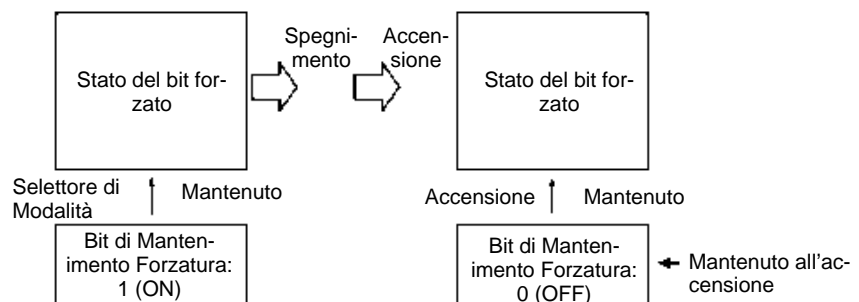 Spegni-
mento
Accen-
sione
Stato del bit for-
zato
Stato del bit for-
zato
Selettore di
Modalità
Mantenuto
Accensione
Mantenuto
Bit di Manten-
imento Forzatura:
1 (ON)
Bit di Manten-
imento Forzatura:
0 (OFF)
Mantenuto all'ac-
censione